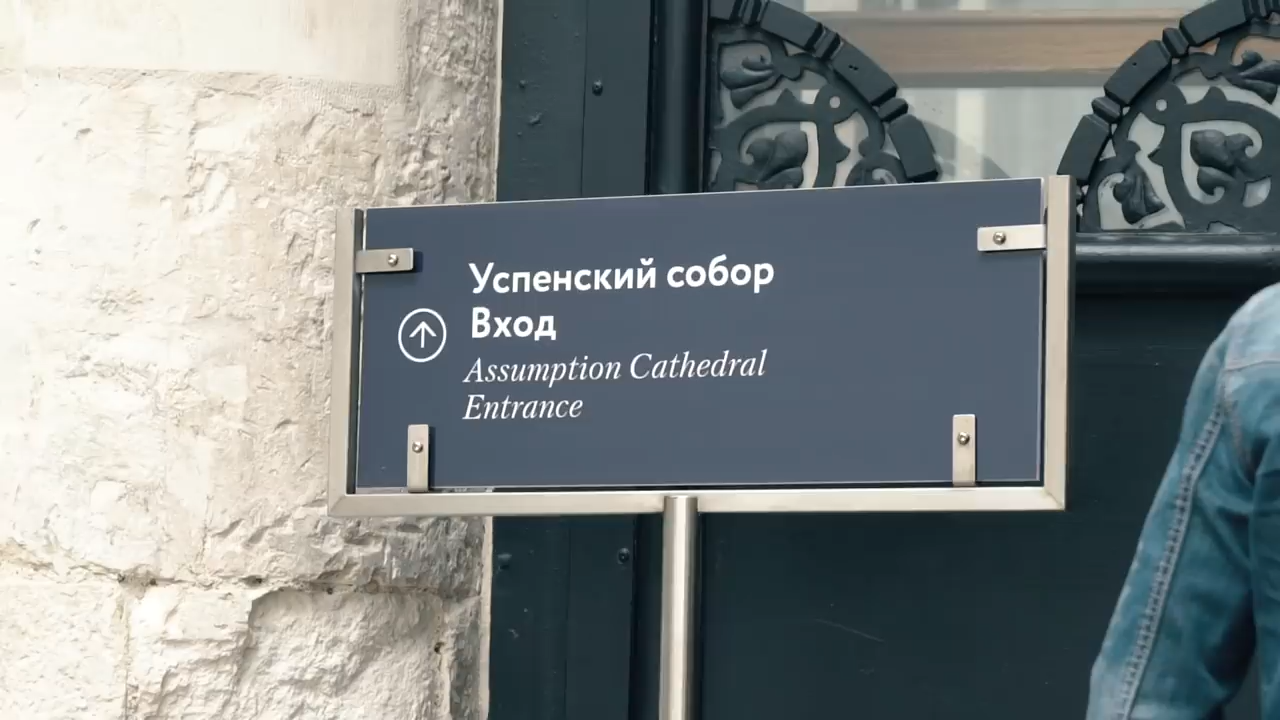 Успенский собор
Вход
Assumption Cathedral
Entrance